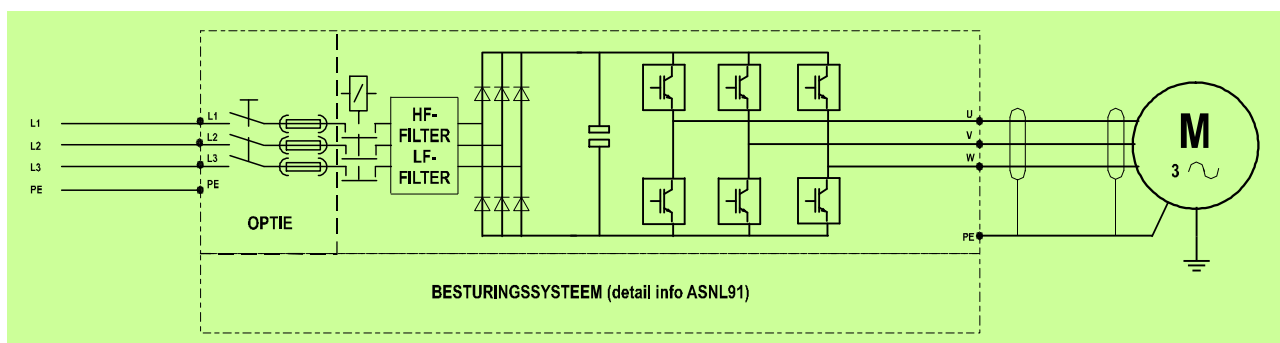 L1
L2
L3
PE
L1
L2
L3
PE
OPTIE
HF-
FILTER
LF-
FILTER
U
V
W
PE
M
3
BESTURINGSSYSTEEM (detail info ASNL91)